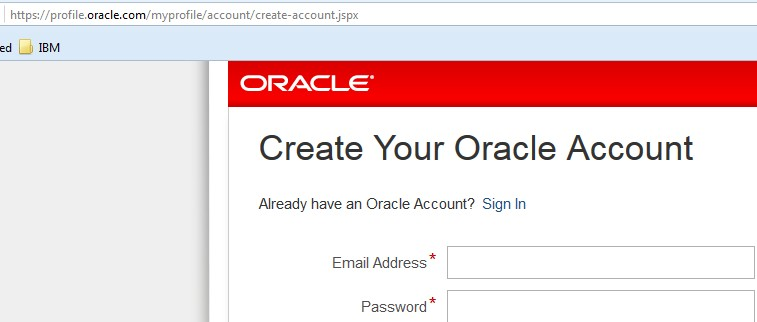 https://profile.oracle.com/myprofile/account/create-account.jspx
ed IBM
ORACLE
Create Your Oracle Account
Already have an Oracle Account? Sign In
Email Address*
Password*